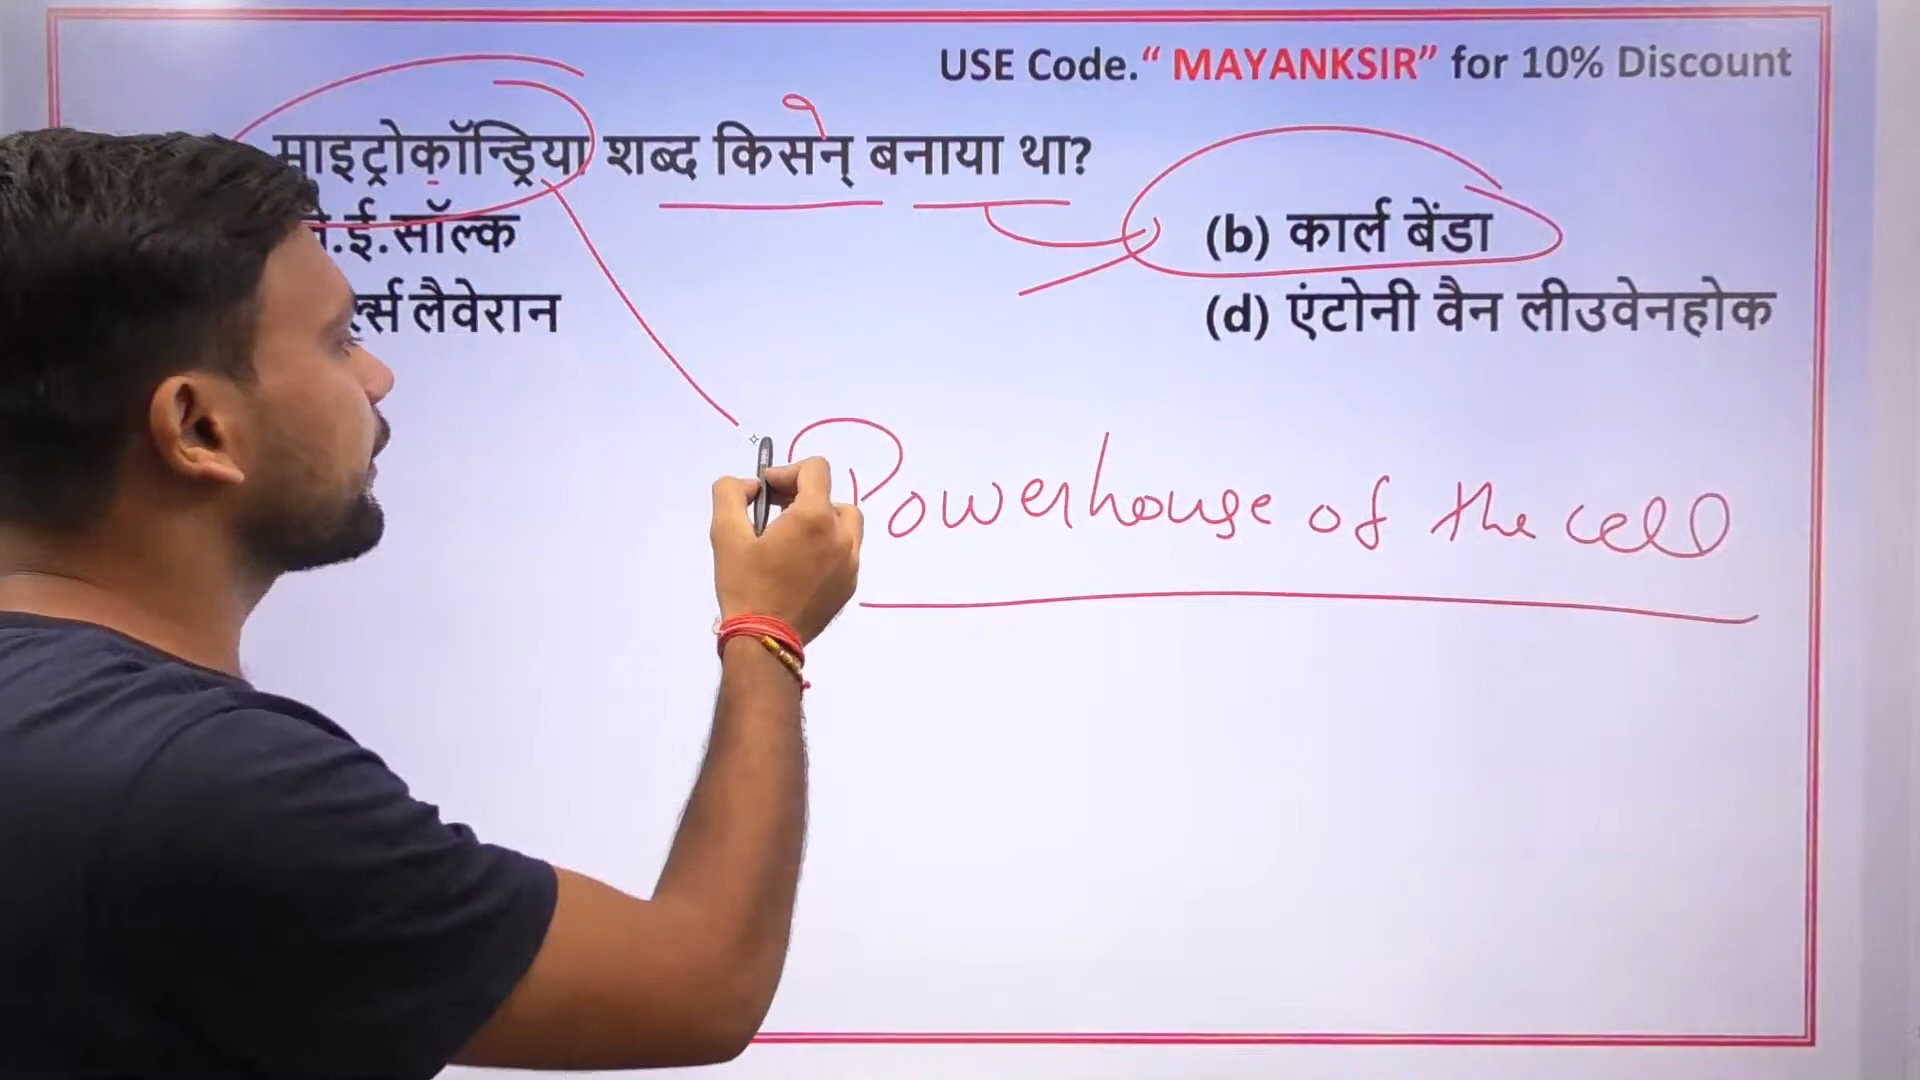 USE Code.“ MAYANKSIR” for 10% Discount
माइट्रोकॉन्ड्रिया शब्द किसने् बनाया था?
.ई.सॉल्क
(b) कार्ल बेंडा
लैवेरान
(d) एंटोनी वैन लीउवेनहोक
Powerhouse of the cell